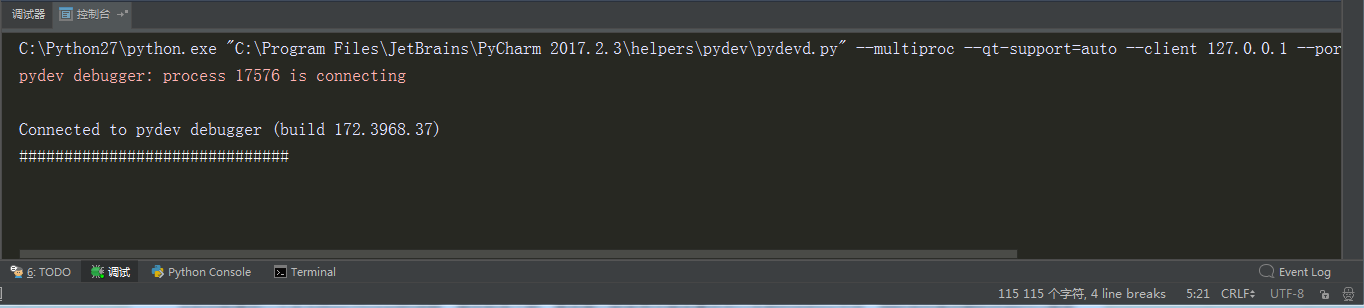 调试器 控制台
C:\Python27\python.exe "C:\Program Files\JetBrains\PyCharm 2017.2.3\helpers\pydev\pydevd.py" --multiproc --qt-support=auto --client 127.0.0.1 --por
pydev debugger: process 17576 is connecting
Connected to pydev debugger (build 172.3968.37)
##############################
6: TODO 调试 Python Console Terminal Event Log
115 115 个字符, 4 line breaks 5:21 CRLF UTF-8